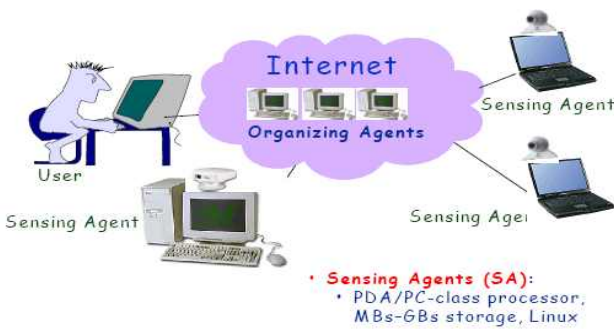 Internet
Organizing Agents
Sensing Agent
User
Sensing Agent
Sensing Agen
• Sensing Agents (SA):
• PDA/PC-class processor,
MBs-GBs storage, Linux